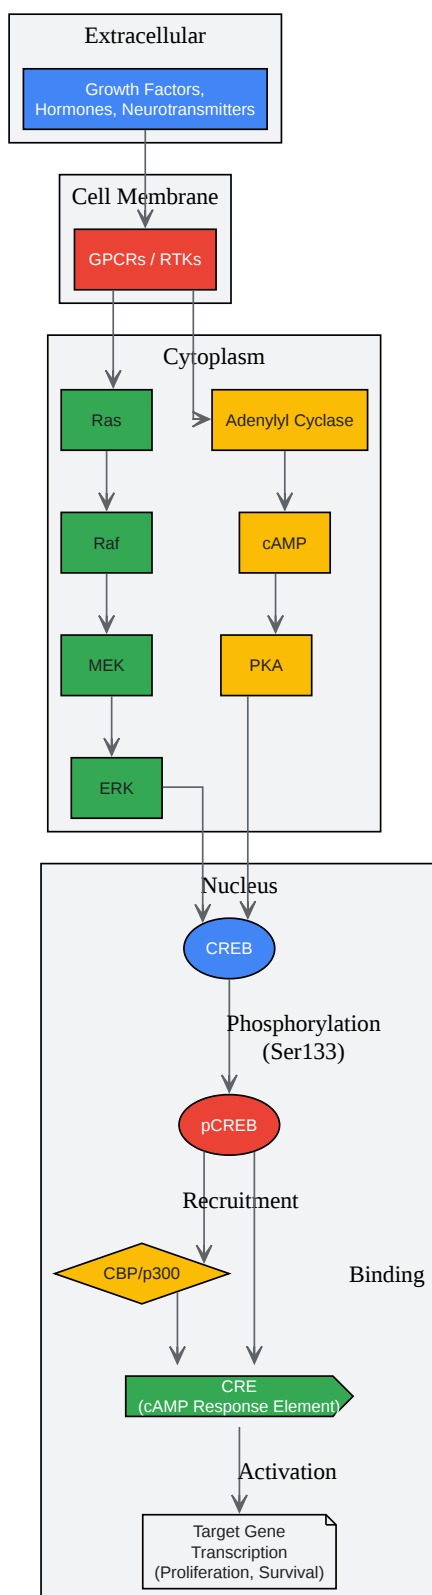 Extracellular
Growth Factors,
Hormones, Neurotransmitters
Cell Membrane
GPCRs / RTKs
Cytoplasm
Ras
Adenylyl Cyclase
Raf
cAMP
MEK
PKA
ERK
Nucleus
CREB
Phosphorylation
(Ser133)
pCREB
Recruitment
CBP/p300
Binding
CRE
(cAMP Response Element)
Activation
Target Gene
Transcription
(Proliferation, Survival)